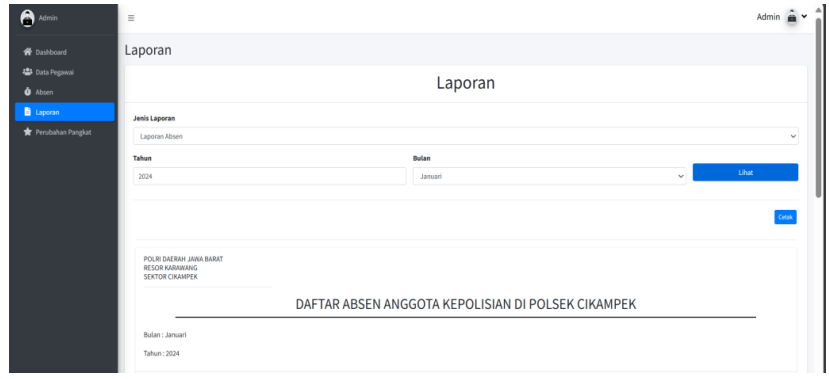 Admin
Admin
Dashboard
Data Pegawai
Absen
Laporan
Perubahan Pangkat
Laporan
Laporan
Jenis Laporan
Laporan Absen
Tahun
Bulan
2024
Januari
Lihat
Cetak
POLRI DAERAH JAWA BARAT
RESOR KARAWANG
SEKTOR CIKAMPEK
DAFTAR ABSEN ANGGOTA KEPOLISIAN DI POLSEK CIKAMPEK
Bulan : Januari
Tahun : 2024